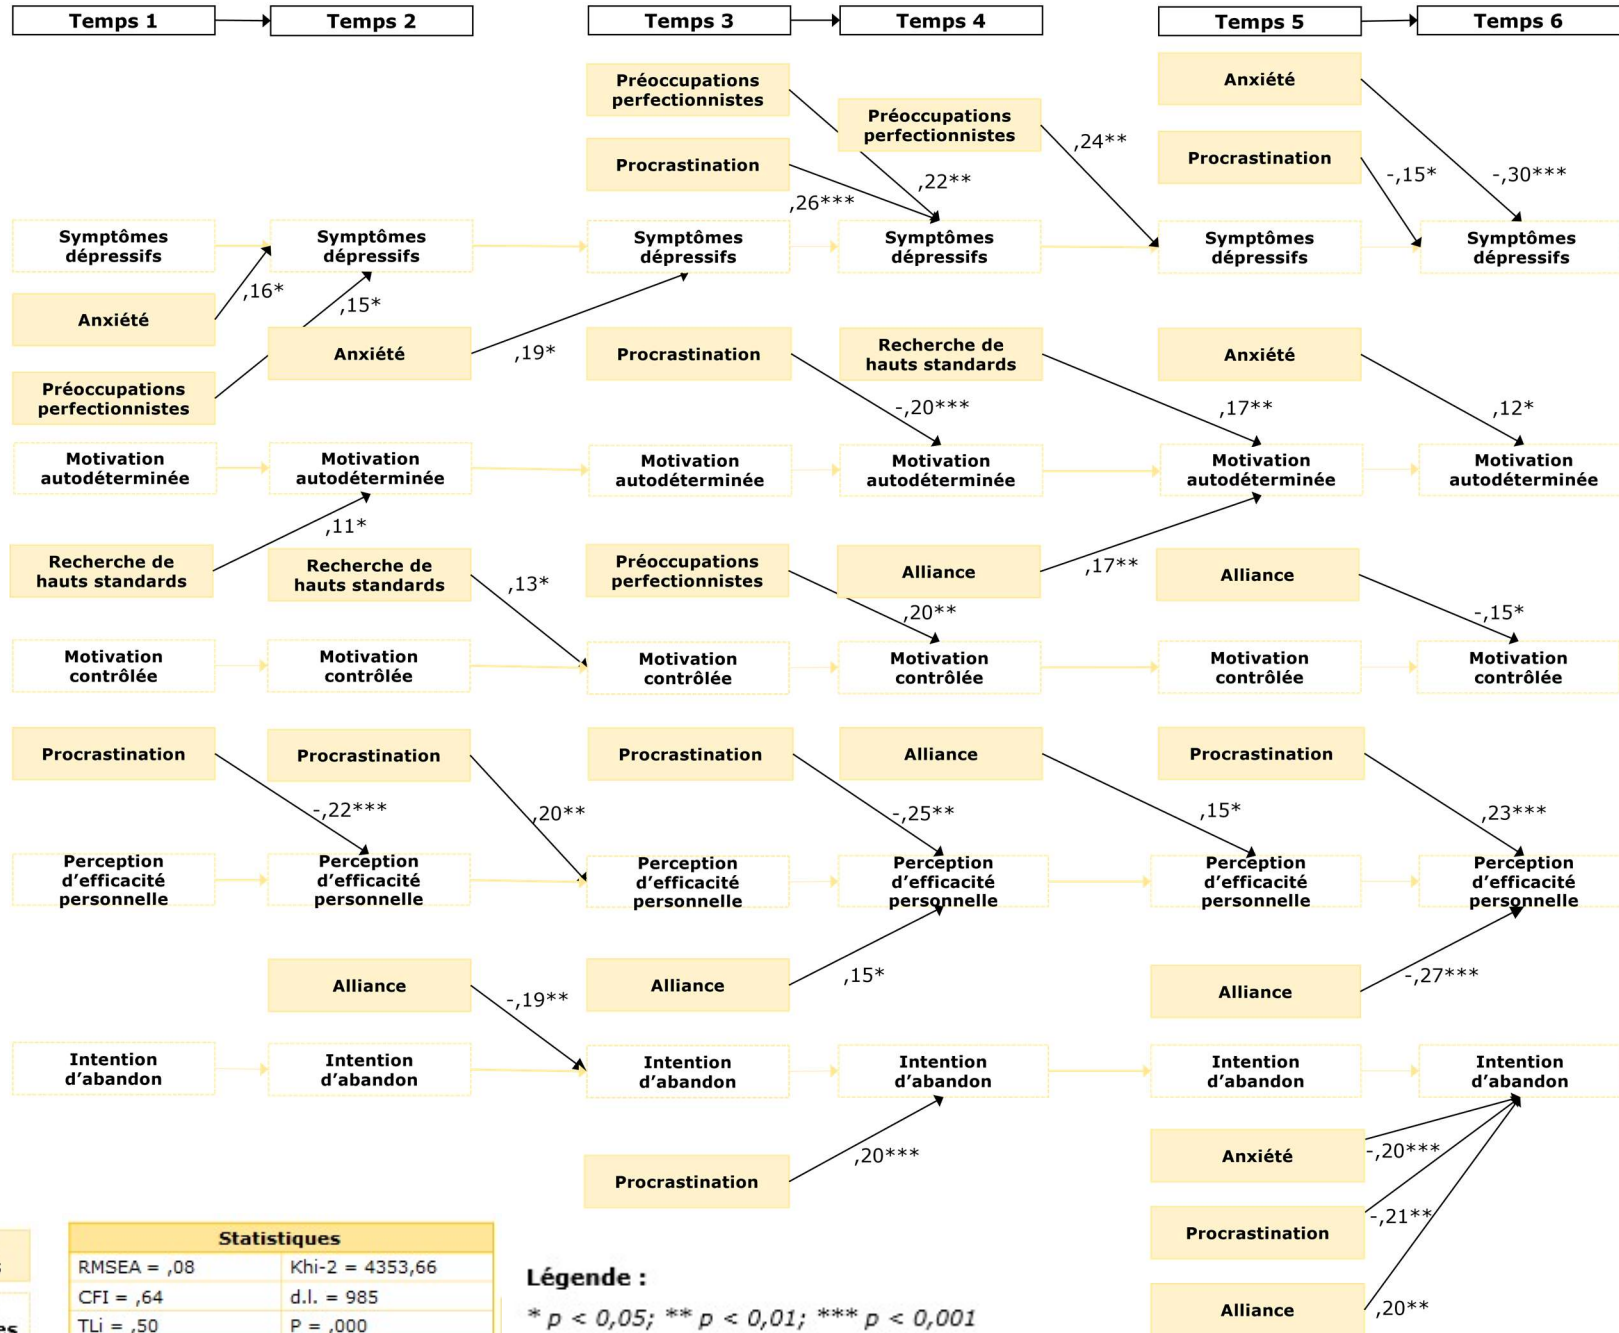 Temps 1
Temps 2
Temps 3
Temps 4
Temps 5
Temps 6
Préoccupations
perfectionnistes
Préoccupations
perfectionnistes
Anxiété
Procrastination
Procrastination
,24**
,22**
,26***
-,15*
-,30***
Symptômes
dépressifs
Symptômes
dépressifs
Symptômes
dépressifs
Symptômes
dépressifs
Symptômes
dépressifs
Symptômes
dépressifs
,16*
,15*
,19*
Anxiété
Anxiété
Préoccupations
perfectionnistes
Procrastination
Recherche de
hauts standards
Anxiété
-,20***
,17**
,12*
Motivation
autodéterminée
Motivation
autodéterminée
Motivation
autodéterminée
Motivation
autodéterminée
Motivation
autodéterminée
Motivation
autodéterminée
,11*
Recherche de
hauts standards
Recherche de
hauts standards
,13*
Préoccupations
perfectionnistes
,20**
Alliance
,17**
Alliance
-,15*
Motivation
contrôlée
Motivation
contrôlée
Motivation
contrôlée
Motivation
contrôlée
Motivation
contrôlée
Motivation
contrôlée
Procrastination
Procrastination
Procrastination
Alliance
Procrastination
-,22***
,20**
-,25**
,15*
,23***
Perception
d’efficacité
personnelle
Perception
d’efficacité
personnelle
Perception
d’efficacité
personnelle
Perception
d’efficacité
personnelle
Perception
d’efficacité
personnelle
Perception
d’efficacité
personnelle
Alliance
-,19**
Alliance
,15*
Alliance
-,27***
Intention
d’abandon
Intention
d’abandon
Intention
d’abandon
Intention
d’abandon
Intention
d’abandon
Intention
d’abandon
Procrastination
,20***
Anxiété
-,20***
Procrastination
-,21**
Alliance
,20**
Statistiques
RMSEA = ,08
Khi-2 = 4353,66
CFI = ,64
d.l. = 985
TLi = ,50
P = ,000
Légende :
* p < 0,05; ** p < 0,01; *** p < 0,001